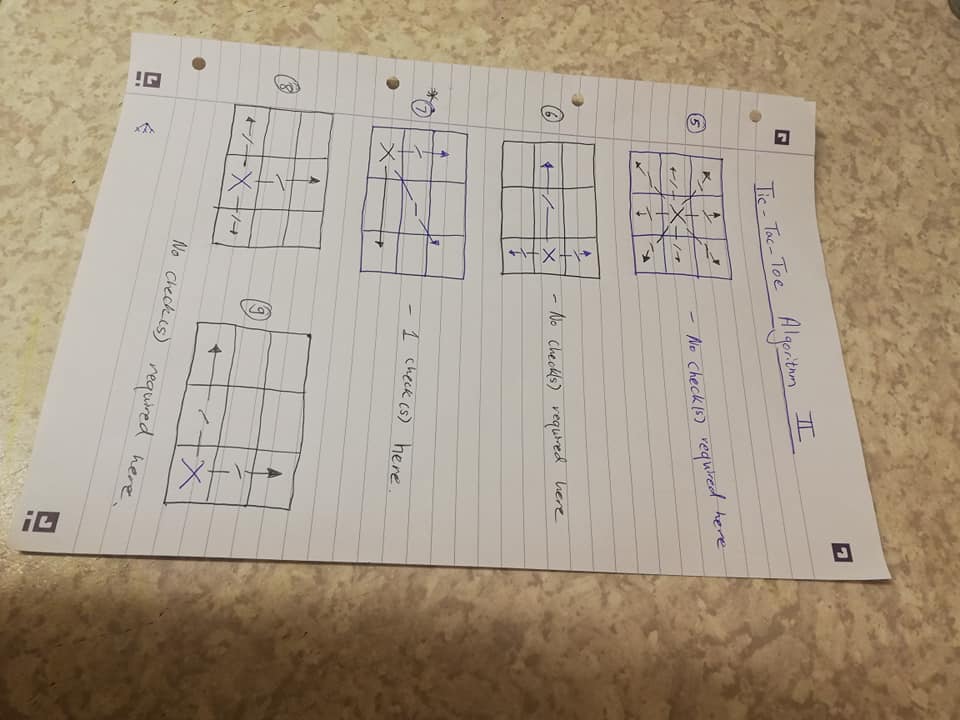 Tic-Tac-Toe Algorithm II
5 - No check(s) required here
X
6 - No check(s) required here
X
* 7 - 1 check(s) here.
X
8
X
9
X
No check(s) required here.